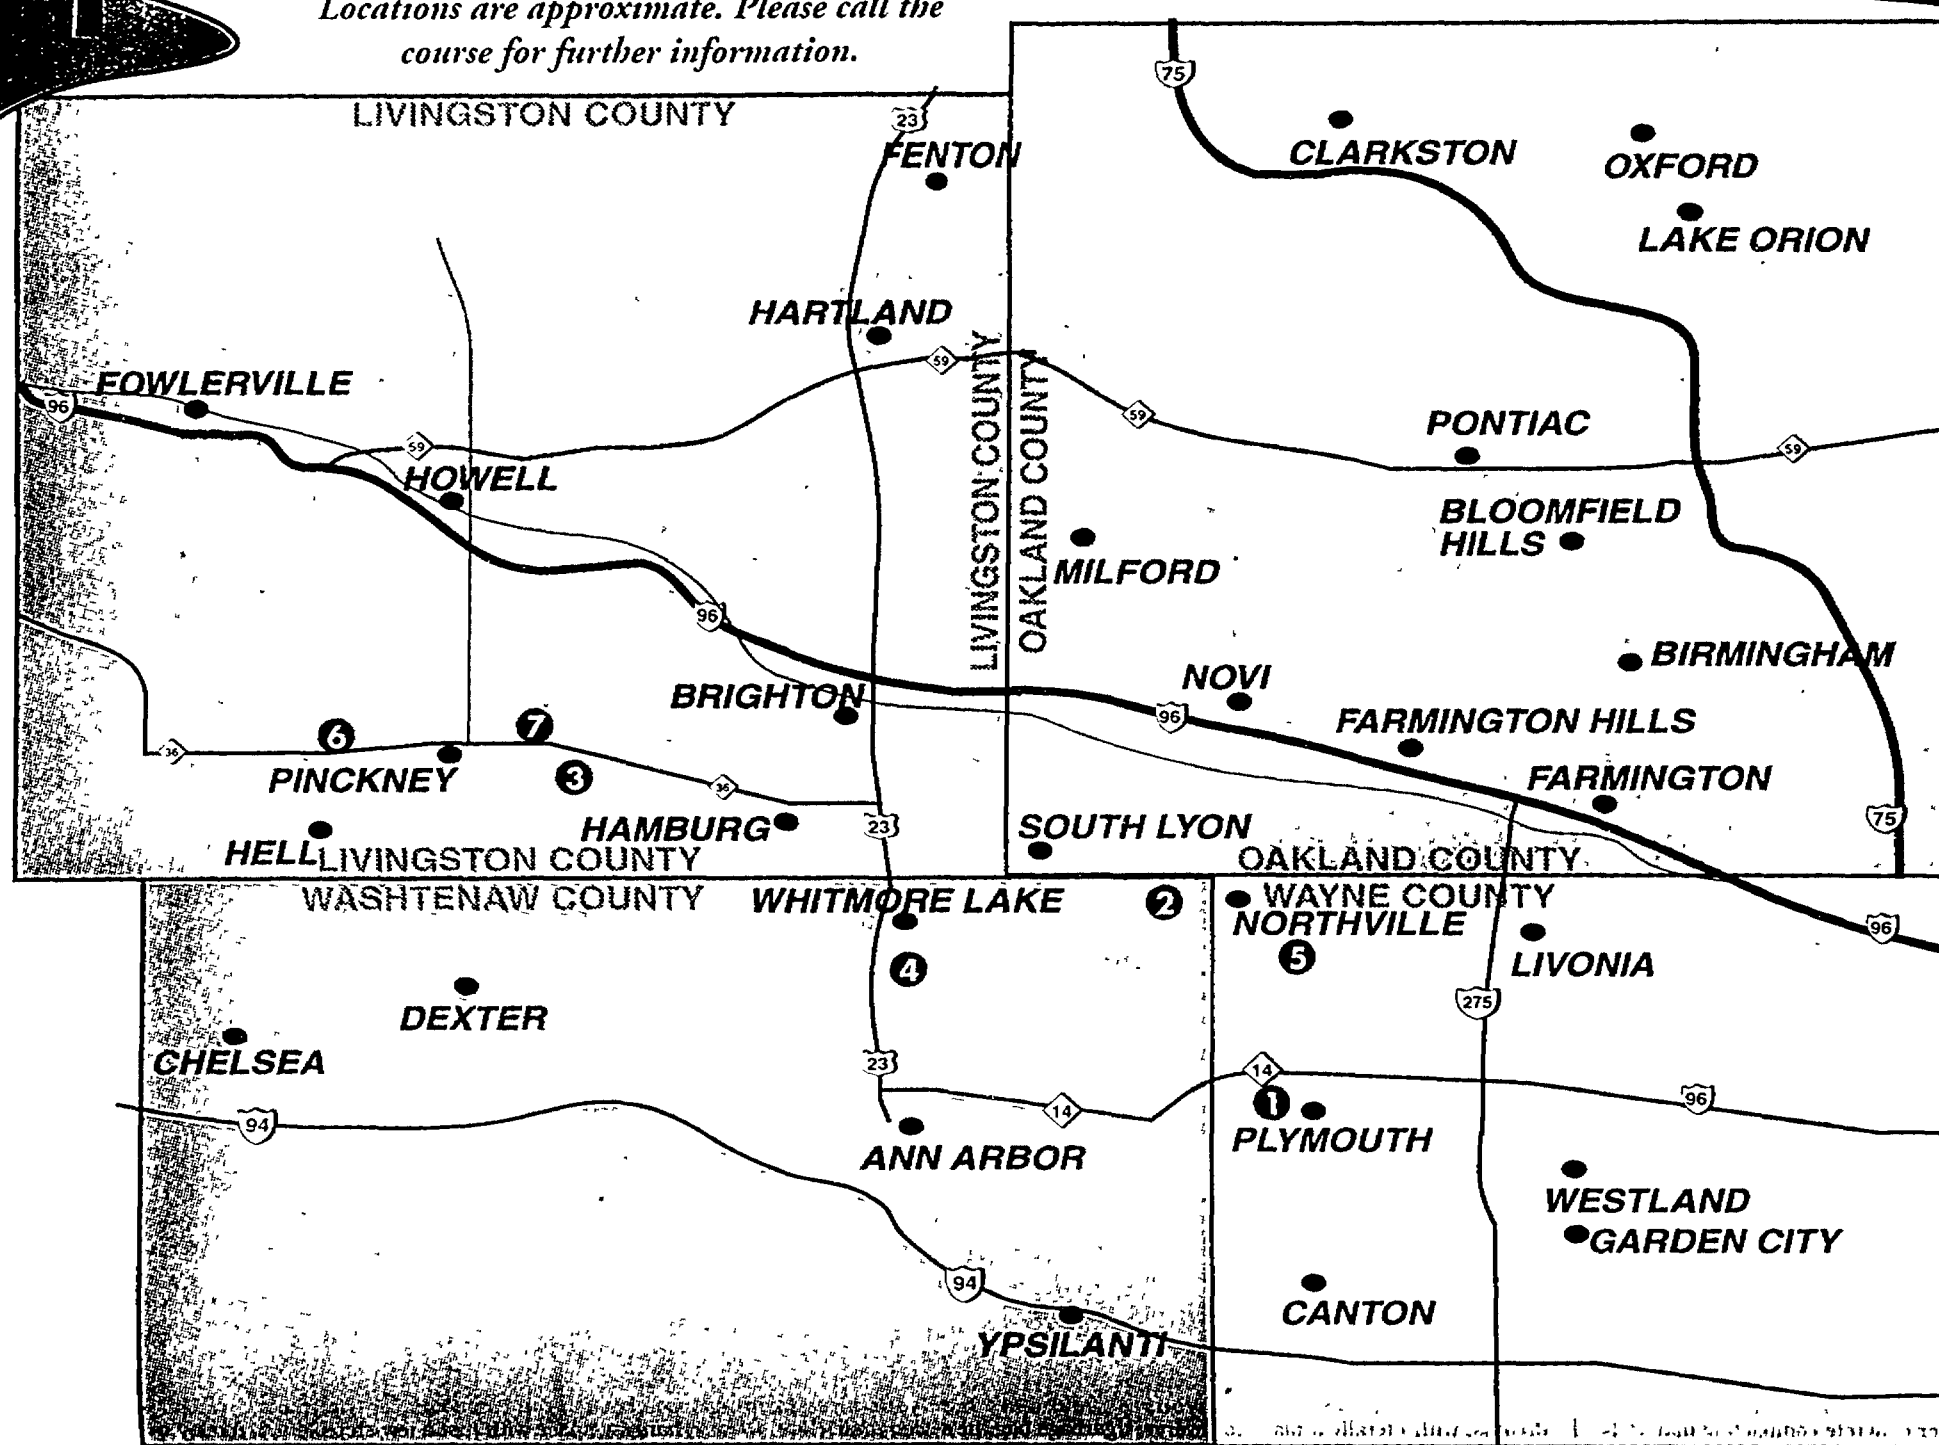 Locations are approximate. Please call the
course for further information.
LIVINGSTON COUNTY
23
75
FENTON
CLARKSTON
OXFORD
LAKE ORION
HARTLAND
59
LIVINGSTON COUNTY
OAKLAND COUNTY
FOWLERVILLE
96
59
HOWELL
59
PONTIAC
59
BLOOMFIELD
HILLS
MILFORD
96
BRIGHTON
NOVI
96
BIRMINGHAM
FARMINGTON HILLS
FARMINGTON
6
7
36
PINCKNEY
3
36
HAMBURG
23
SOUTH LYON
75
HELL
LIVINGSTON COUNTY
OAKLAND COUNTY
WASHTENAW COUNTY
WHITMORE LAKE
2
WAYNE COUNTY
NORTHVILLE
96
4
5
LIVONIA
DEXTER
275
CHELSEA
23
14
94
14
1
96
ANN ARBOR
PLYMOUTH
WESTLAND
GARDEN CITY
94
CANTON
YPSILANTI